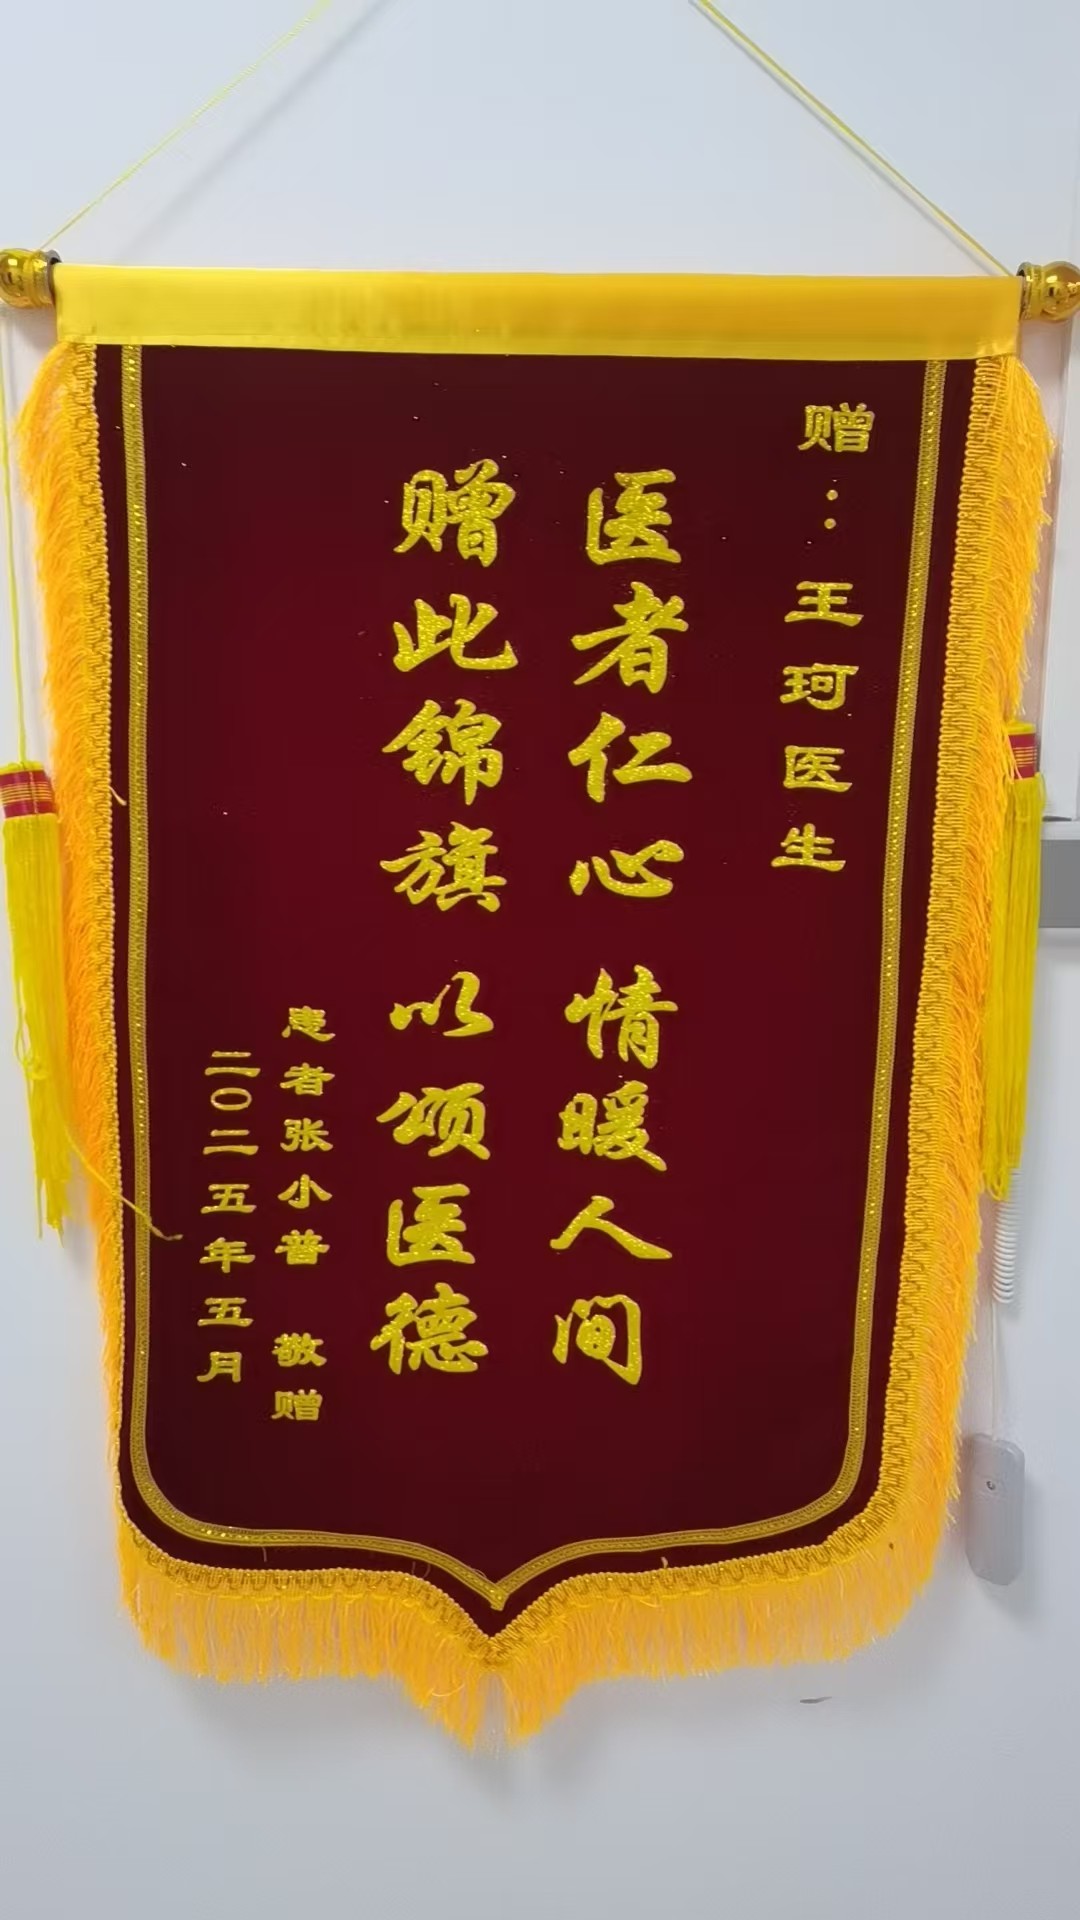 赠：王珂医生
医者仁心 情暖人间
赠此锦旗 以颂医德
患者张小普 敬赠
二〇二五年五月